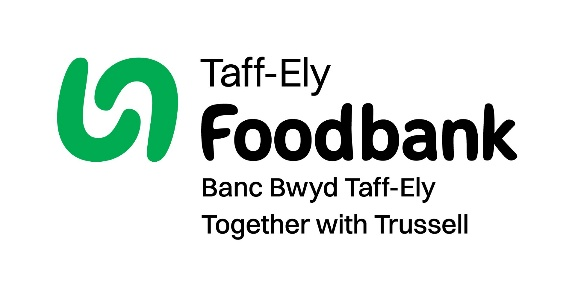 Taff-Ely
Foodbank
Banc Bwyd Taff-Ely
Together with Trussell